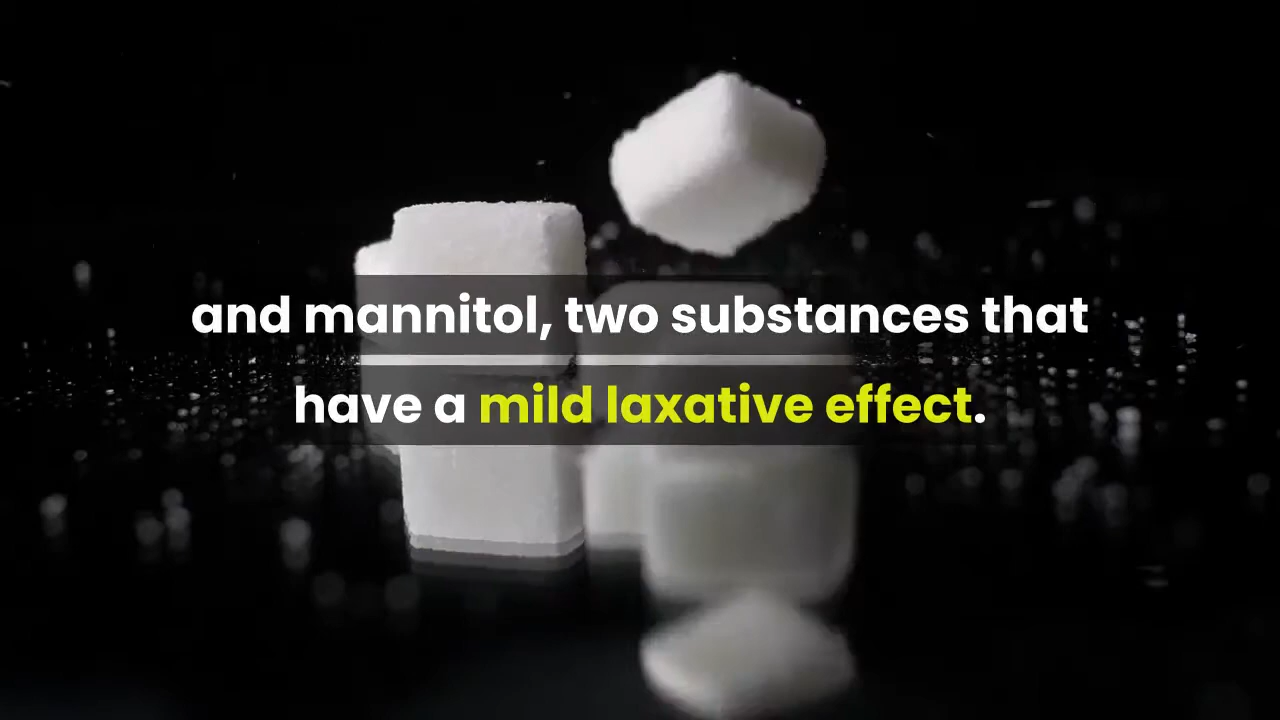 and mannitol, two substances that
have a mild laxative effect.